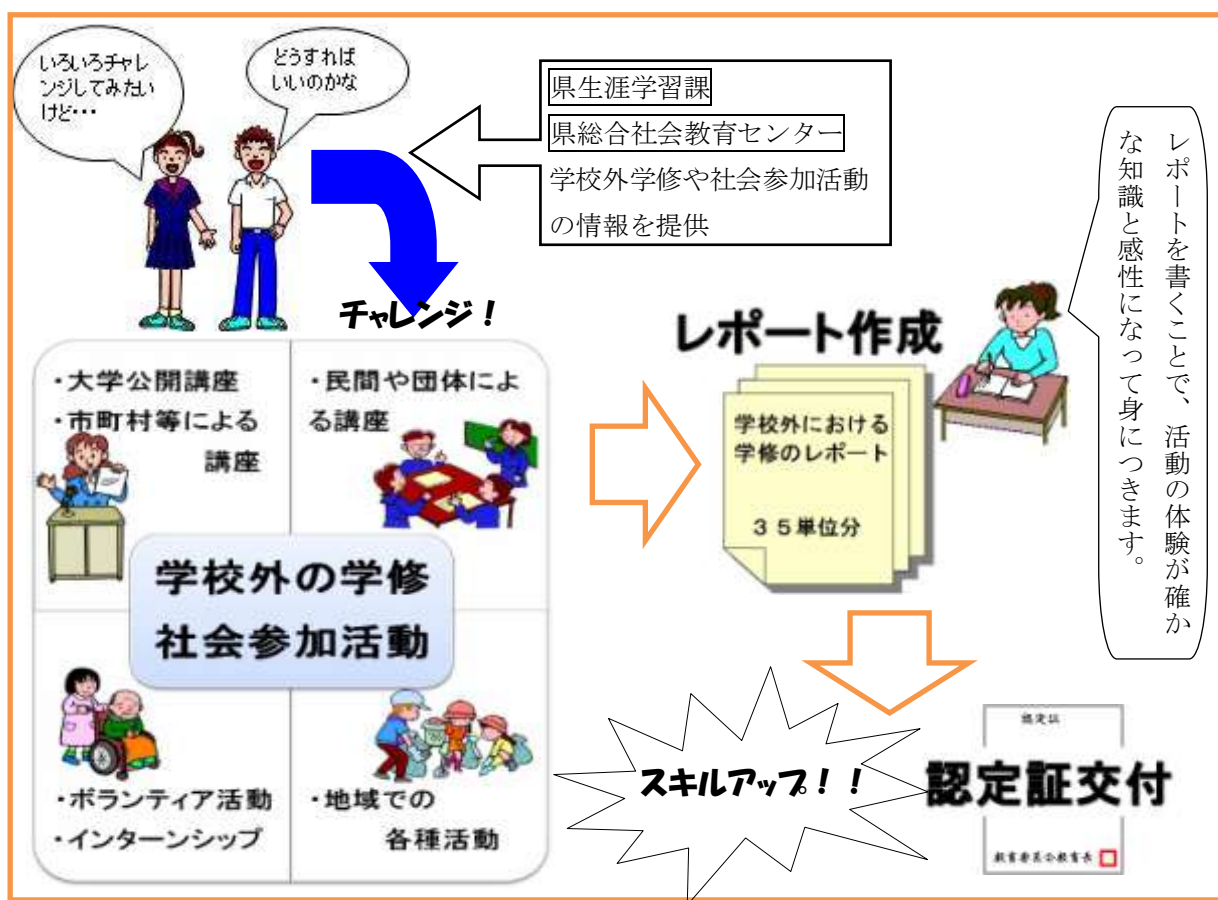 いろいろチャレ
ンジしてみたい
けど・・・
どうすれば
いいのかな
県生涯学習課
県総合社会教育センター
学校外学修や社会参加活動
の情報を提供
チャレンジ！
・大学公開講座
・市町村等による
講座
・民間や団体によ
る講座
学校外の学修
社会参加活動
・ボランティア活動
・インターンシップ
・地域での
各種活動
レポート作成
学校外における
学修のレポート
３５単位分
レポートを書くことで、活動の体験が確か
な知識と感性になって身につきます。
スキルアップ！！
認定証
認定証交付
教育委員会教育長